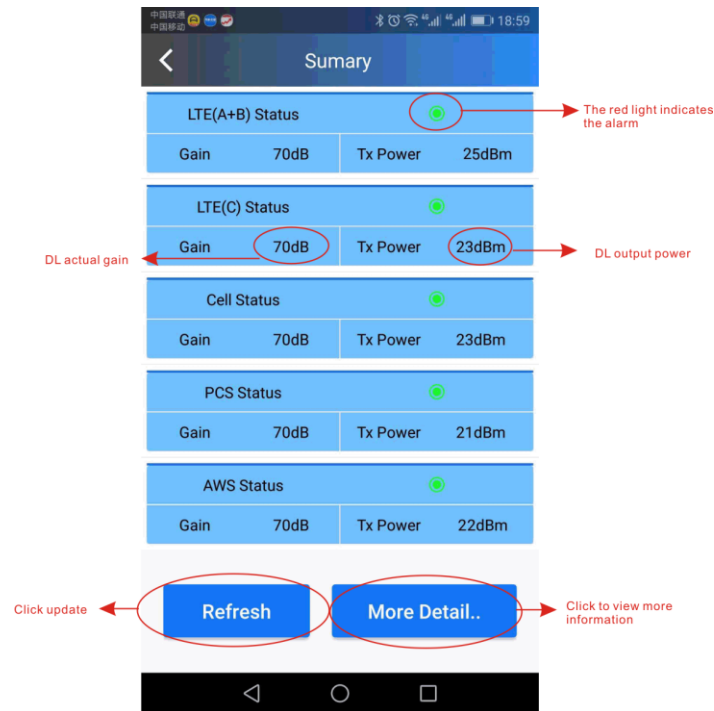 中国联通
中国移动
18:59
Sumary
LTE(A+B) Status
Gain 70dB Tx Power 25dBm
The red light indicates
the alarm
LTE(C) Status
Gain 70dB Tx Power 23dBm
DL actual gain
DL output power
Cell Status
Gain 70dB Tx Power 23dBm
PCS Status
Gain 70dB Tx Power 21dBm
AWS Status
Gain 70dB Tx Power 22dBm
Click update
Refresh
More Detail..
Click to view more
information